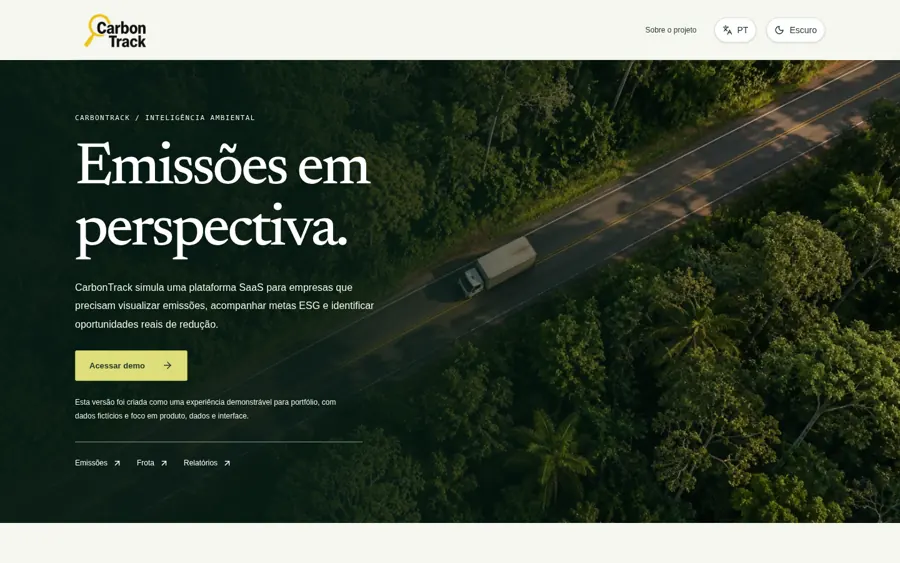 Carbon
Track
Sobre o projeto
PT
Escuro
CARBONTRACK / INTELIGÊNCIA AMBIENTAL
Emissões em
perspectiva.
CarbonTrack simula uma plataforma SaaS para empresas que
precisam visualizar emissões, acompanhar metas ESG e identificar
oportunidades reais de redução.
Acessar demo
Esta versão foi criada como uma experiência demonstrável para portfólio, com
dados fictícios e foco em produto, dados e interface.
Emissões
Frota
Relatórios